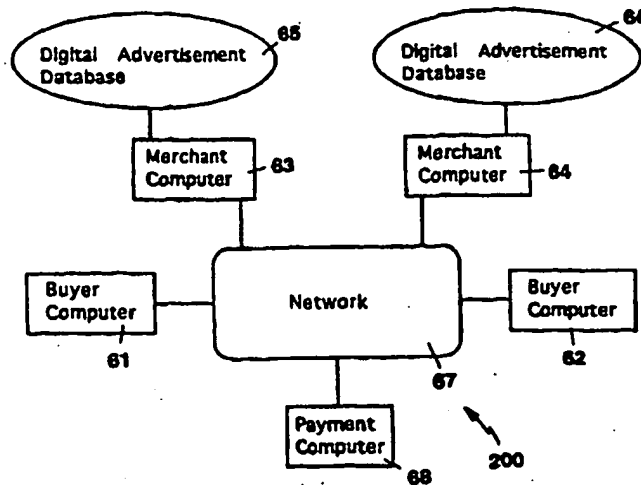 65
Digital Advertisement
Database
66
Digital Advertisement
Database
Merchant
Computer
63
Merchant
Computer
64
Buyer
Computer
61
Network
67
Buyer
Computer
62
Payment
Computer
68
200